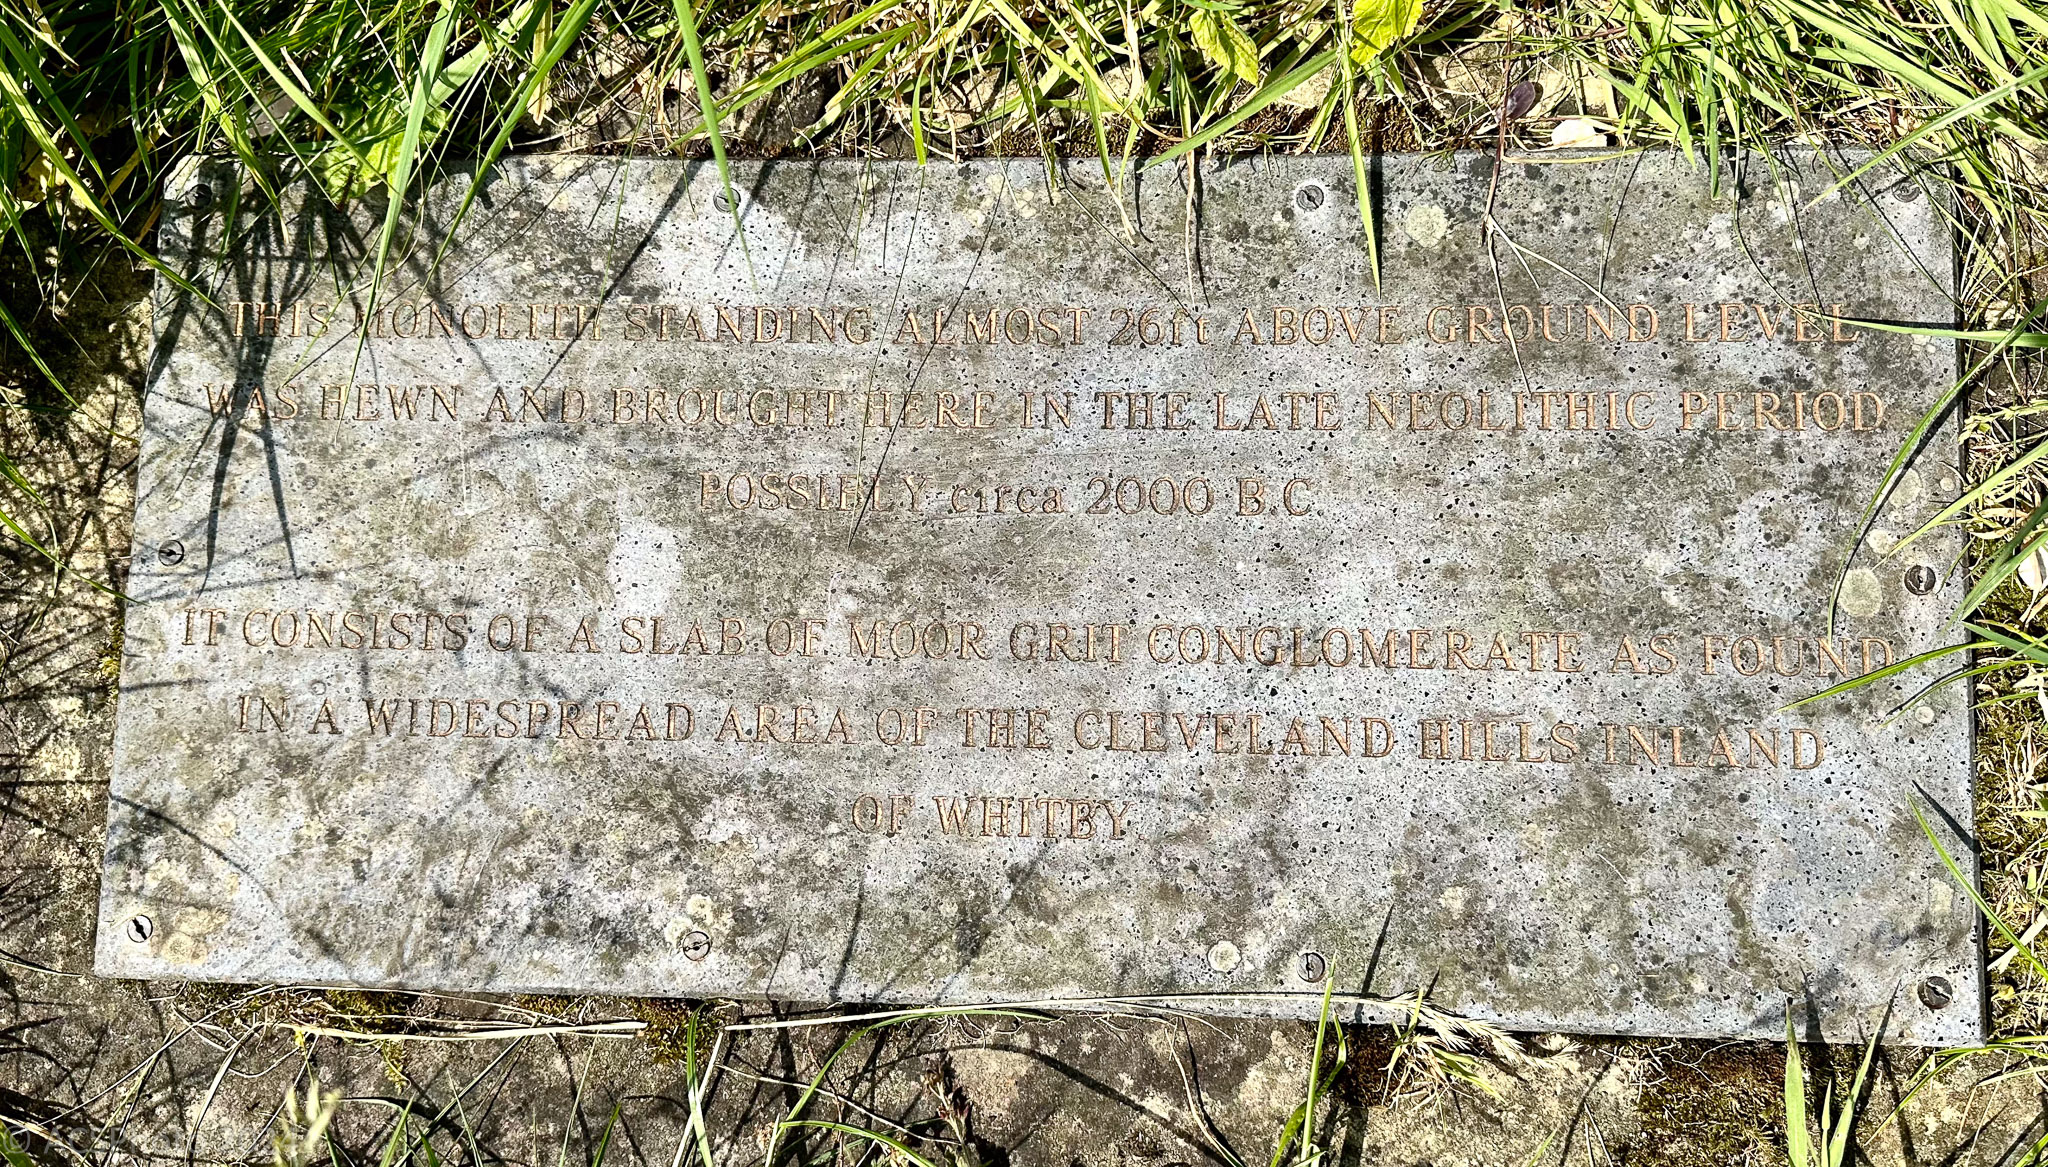 THIS MONOLITH STANDING ALMOST 26ft ABOVE GROUND LEVEL
WAS HEWN AND BROUGHT HERE IN THE LATE NEOLITHIC PERIOD
POSSIBLY circa 2000 B C
IT CONSISTS OF A SLAB OF MOOR GRIT CONGLOMERATE AS FOUND
IN A WIDESPREAD AREA OF THE CLEVELAND HILLS INLAND
OF WHITBY